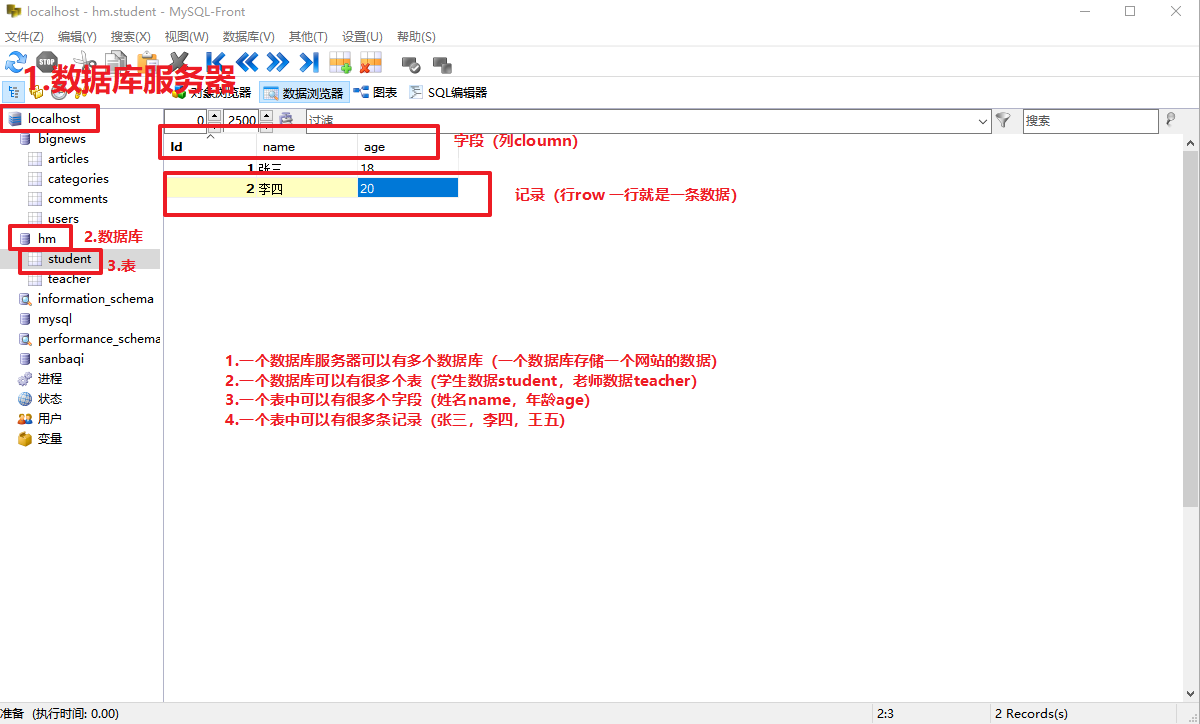 localhost - hm.student - MySQL-Front
文件(Z) 编辑(Y) 搜索(X) 视图(W) 数据库(V) 其他(T) 设置(U) 帮助(S)
STOP
1.数据库服务器
对象浏览器 数据浏览器 图表 SQL编辑器
localhost
bignews
articles
categories
comments
users
hm
2.数据库
student
3.表
teacher
information_schema
mysql
performance_schema
sanbaqi
进程
状态
用户
变量
0 2500 过滤 搜索
Id name age
字段（列cloumn）
1 张三 18
2 李四 20
记录（行row 一行就是一条数据）
1.一个数据库服务器可以有多个数据库（一个数据库存储一个网站的数据）
2.一个数据库可以有很多个表（学生数据student，老师数据teacher）
3.一个表中可以有很多个字段（姓名name，年龄age）
4.一个表中可以有很多条记录（张三，李四，王五）
准备 (执行时间: 0.00) 2:3 2 Records(s)